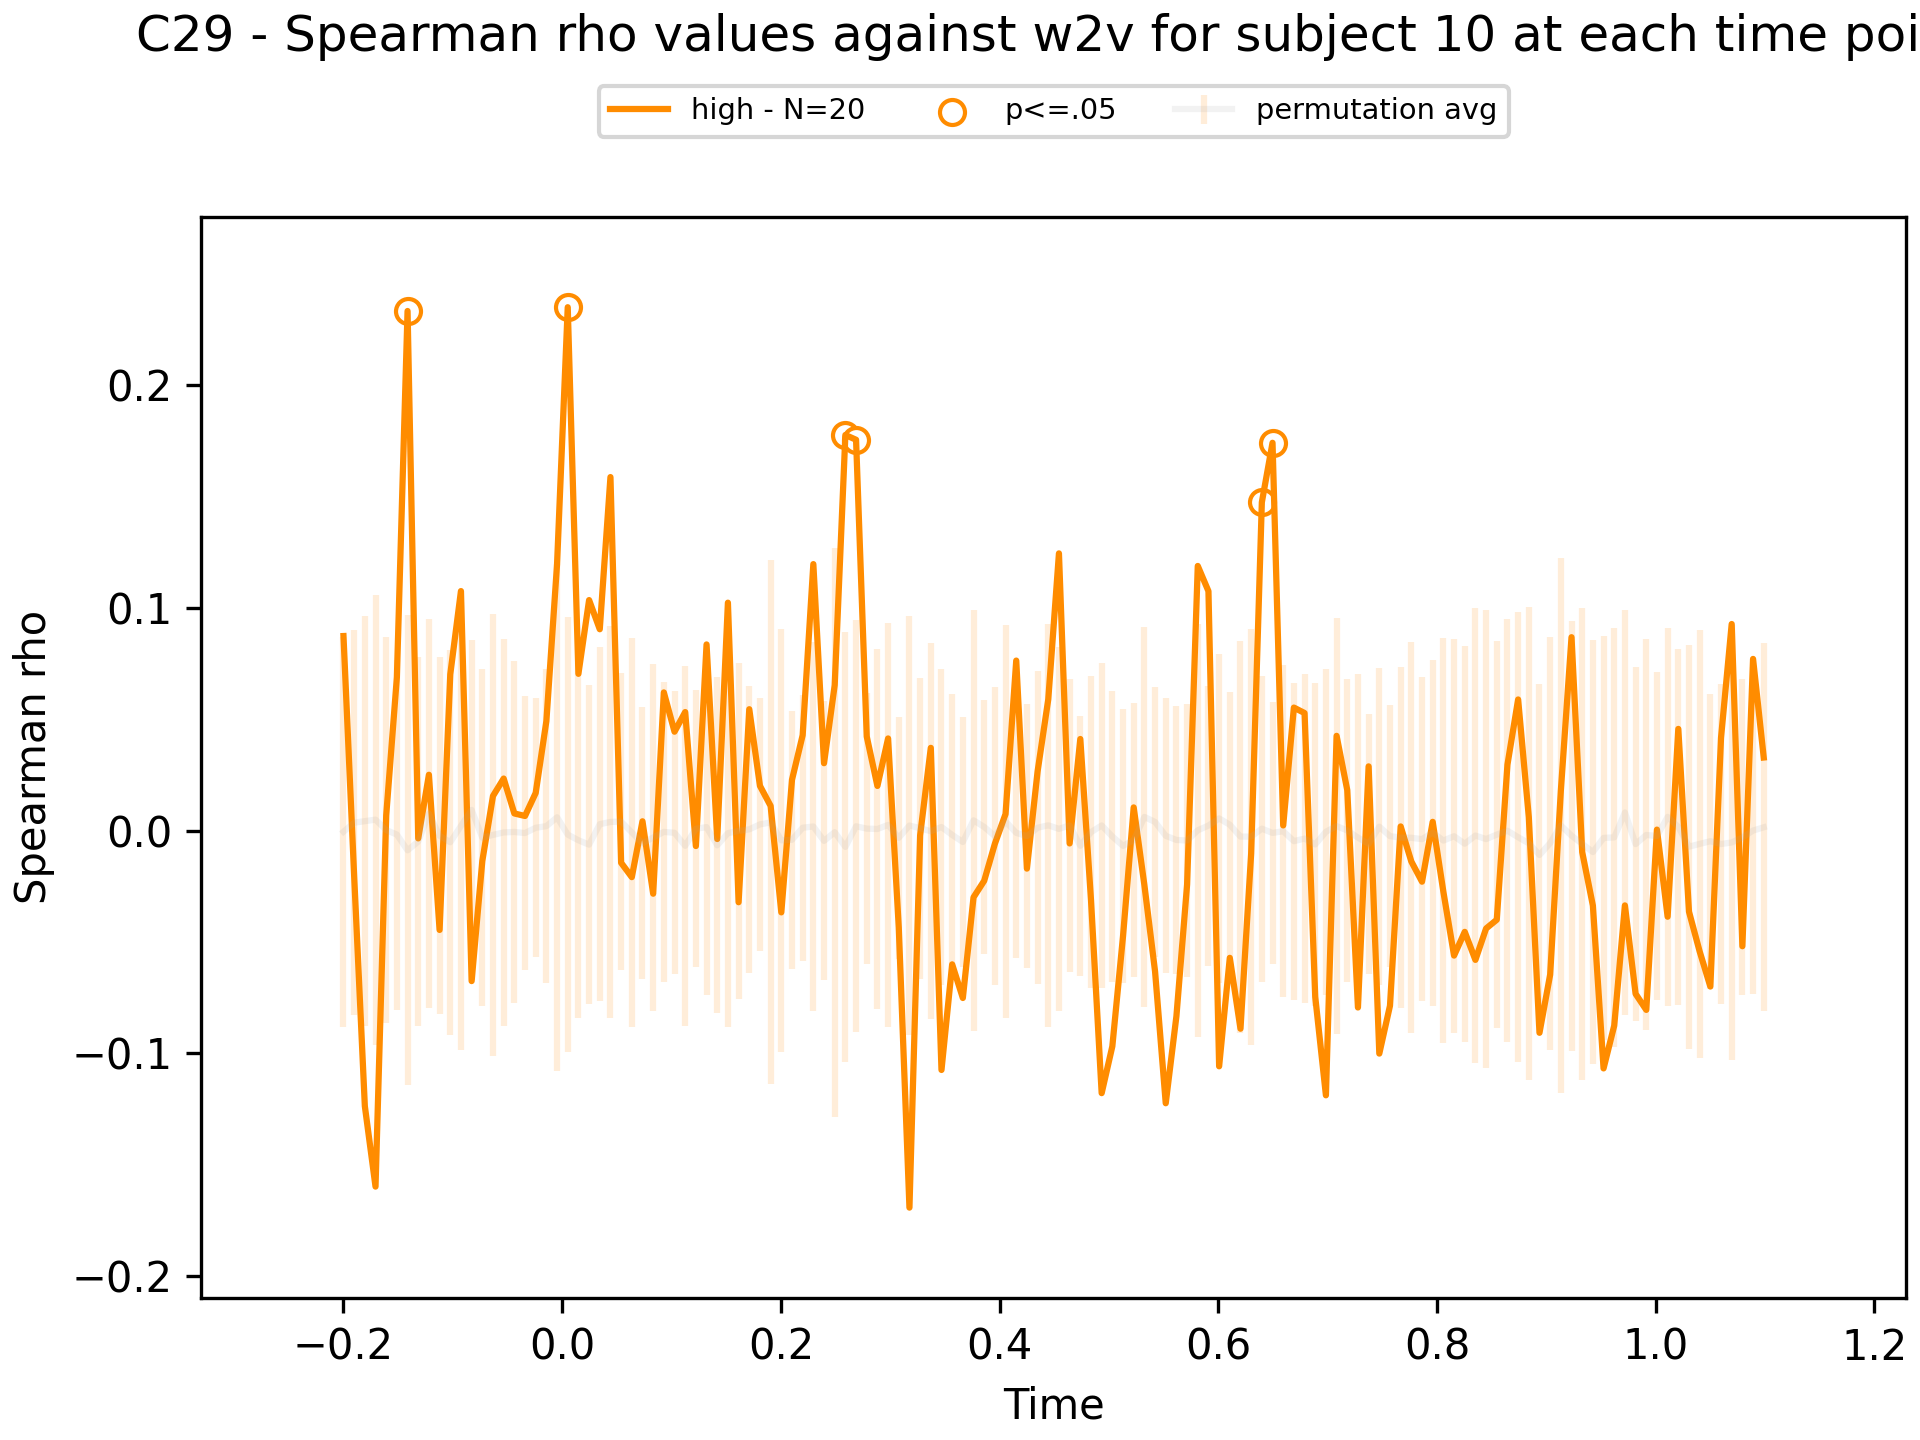 C29 - Spearman rho values against w2v for subject 10 at each time poi
high - N=20 p<=.05 permutation avg
0.2
0.1
0.0
−0.1
−0.2
Spearman rho
−0.2 0.0 0.2 0.4 0.6 0.8 1.0 1.2
Time